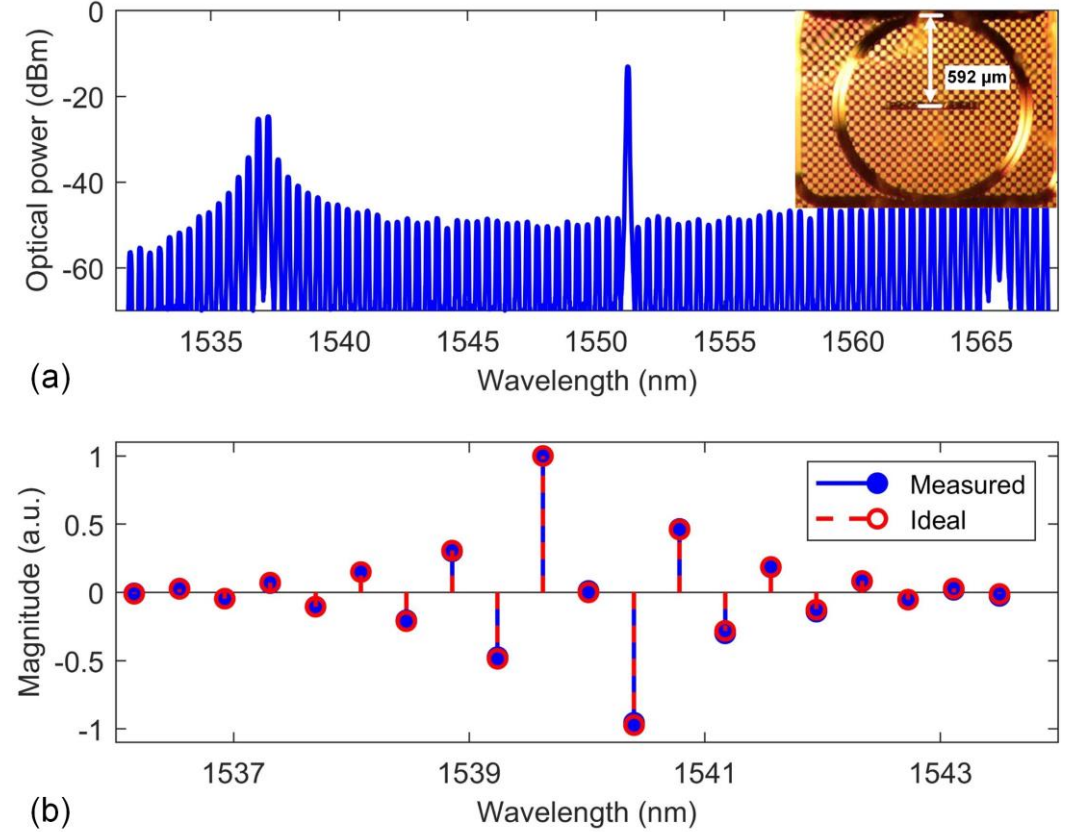 0
-20
-40
-60
Optical power (dBm)
592 µm
1535 1540 1545 1550 1555 1560 1565
Wavelength (nm)
(a)
1
0.5
0
-0.5
-1
Magnitude (a.u.)
Measured
Ideal
1537 1539 1541 1543
Wavelength (nm)
(b)